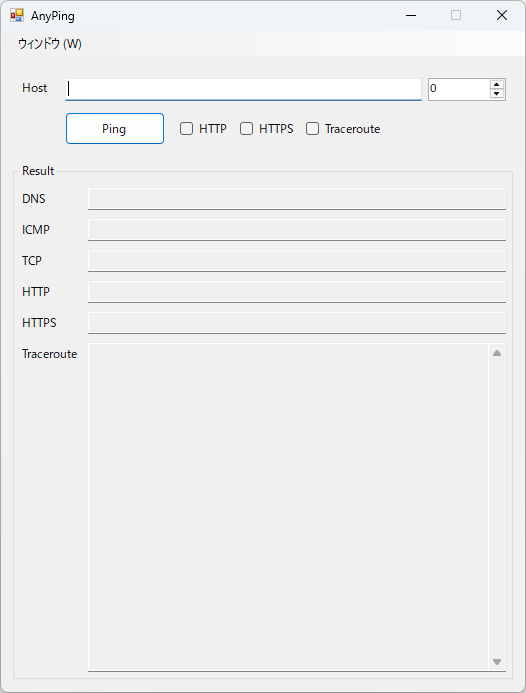 AnyPing
ウィンドウ (W)
Host
0
Ping
HTTP
HTTPS
Traceroute
Result
DNS
ICMP
TCP
HTTP
HTTPS
Traceroute